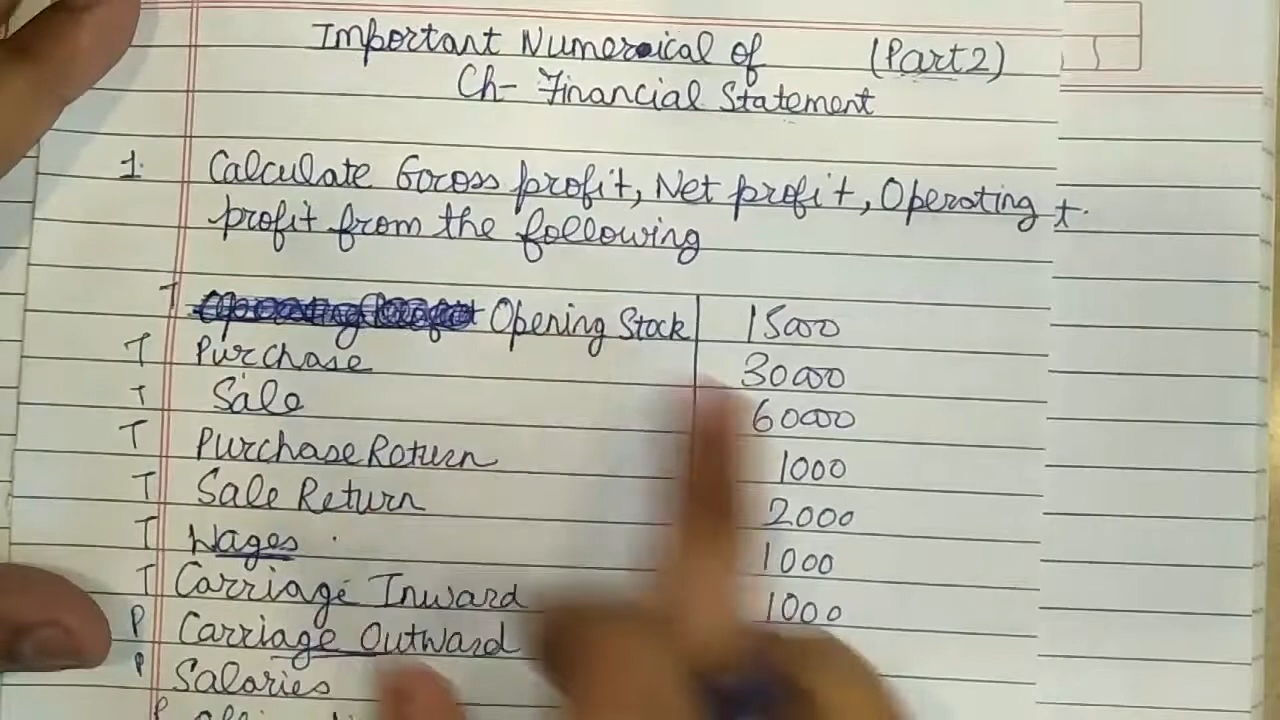 Important Numerical of (Part 2)
Ch- Financial Statement
1. Calculate Gross profit, Net profit, Operating
profit from the following
T Opening Stock 15000
T Purchase 30000
T Sale 60000
T Purchase Return 1000
T Sale Return 2000
T Wages 1000
T Carriage Inward 1000
P Carriage Outward
P Salaries
P